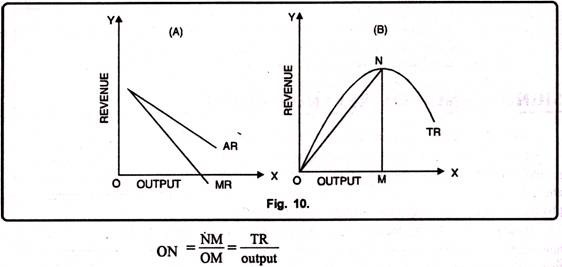 (A)
Y
REVENUE
AR
MR
O
OUTPUT
X
(B)
Y
REVENUE
N
TR
O
OUTPUT
M
X
Fig. 10.
ON = NM/OM = TR/output